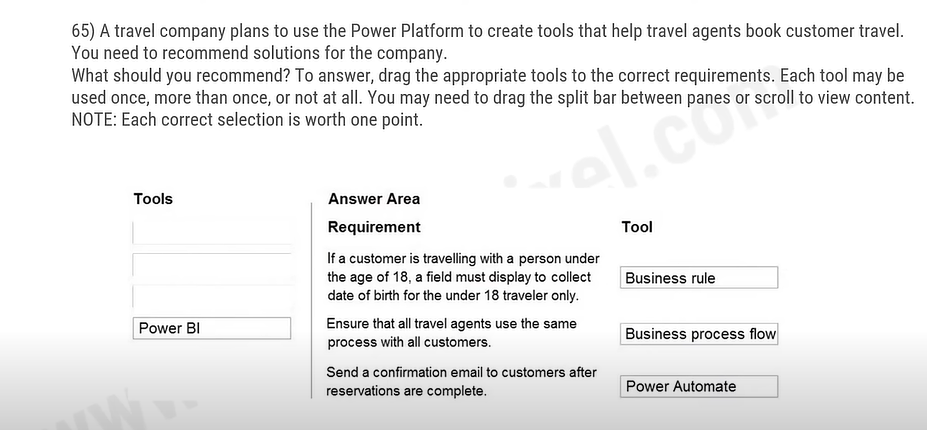 65) A travel company plans to use the Power Platform to create tools that help travel agents book customer travel.
You need to recommend solutions for the company.
What should you recommend? To answer, drag the appropriate tools to the correct requirements. Each tool may be
used once, more than once, or not at all. You may need to drag the split bar between panes or scroll to view content.
NOTE: Each correct selection is worth one point.
Tools
Power BI
Answer Area
Requirement
Tool
If a customer is travelling with a person under
the age of 18, a field must display to collect
date of birth for the under 18 traveler only.
Business rule
Ensure that all travel agents use the same
process with all customers.
Business process flow
Send a confirmation email to customers after
reservations are complete.
Power Automate